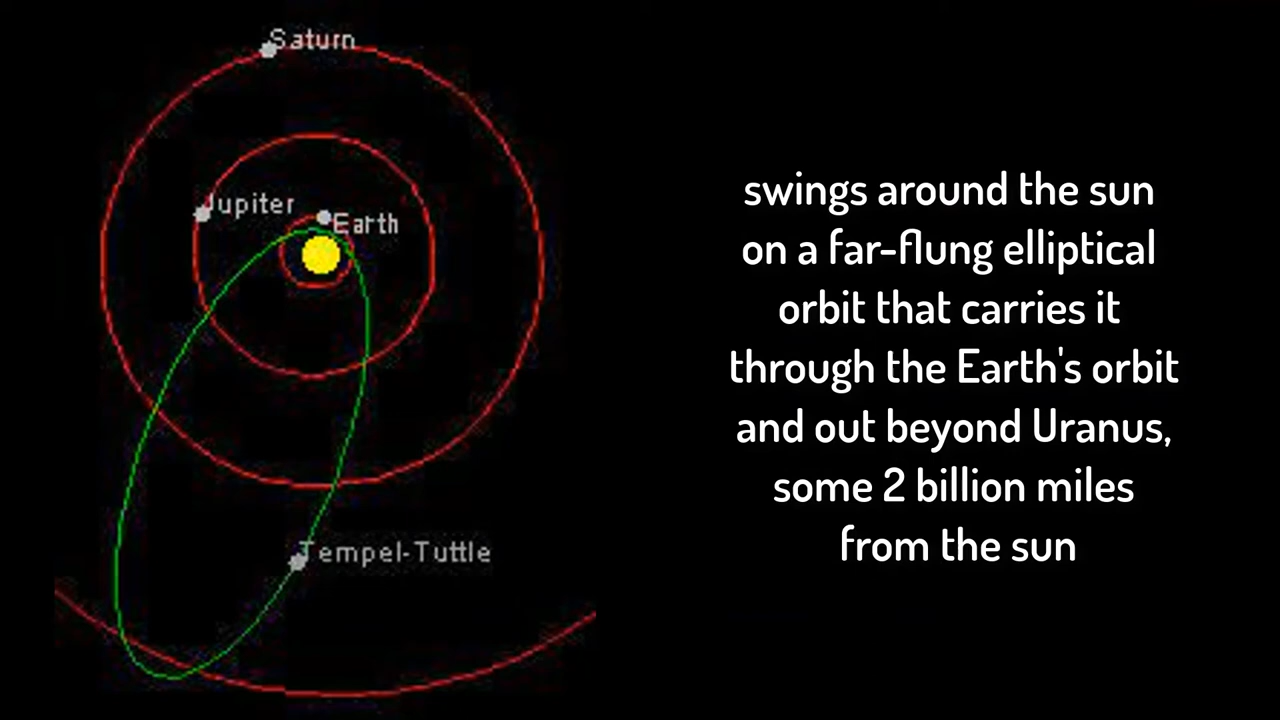 Saturn
Jupiter
Earth
Tempel-Tuttle
swings around the sun
on a far-flung elliptical
orbit that carries it
through the Earth's orbit
and out beyond Uranus,
some 2 billion miles
from the sun